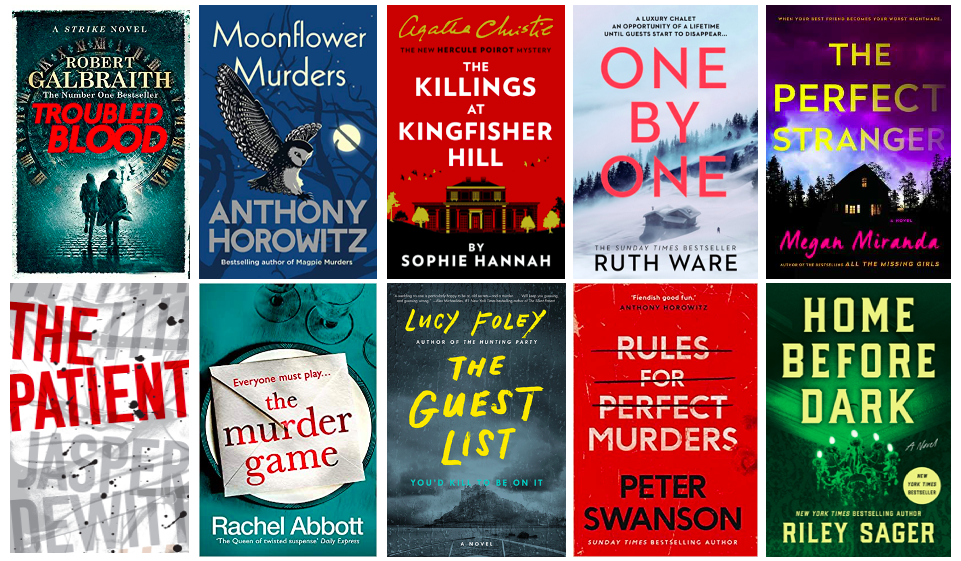 A STRIKE NOVEL
ROBERT
GALBRAITH
The Number One Bestseller
TROUBLED
BLOOD
Moonflower
Murders
ANTHONY
HOROWITZ
Bestselling author of Magpie Murders
Agatha Christie
THE NEW HERCULE POIROT MYSTERY
THE
KILLINGS
AT
KINGFISHER
HILL
BY
SOPHIE HANNAH
A LUXURY CHALET
AN OPPORTUNITY OF A LIFETIME
UNTIL GUESTS START TO DISAPPEAR...
ONE
BY
ONE
THE SUNDAY TIMES BESTSELLER
RUTH WARE
WHEN YOUR BEST FRIEND BECOMES YOUR WORST NIGHTMARE.
THE
PERFECT
STRANGER
A NOVEL
Megan Miranda
AUTHOR OF THE BESTSELLING ALL THE MISSING GIRLS
THE
PATIENT
JASPER
DEWITT
Everyone must play...
the
murder
game
Rachel Abbott
'The Queen of twisted suspense' Daily Express
LUCY FOLEY
AUTHOR OF THE HUNTING PARTY
THE
GUEST
LIST
YOU'D KILL TO BE ON IT
A NOVEL
"Fiendish good fun."
ANTHONY HOROWITZ
RULES
FOR
PERFECT
MURDERS
PETER
SWANSON
SUNDAY TIMES BESTSELLING AUTHOR
HOME
BEFORE
DARK
A Novel
NEW
YORK TIMES
BESTSELLER
NEW YORK TIMES BESTSELLING AUTHOR
RILEY SAGER